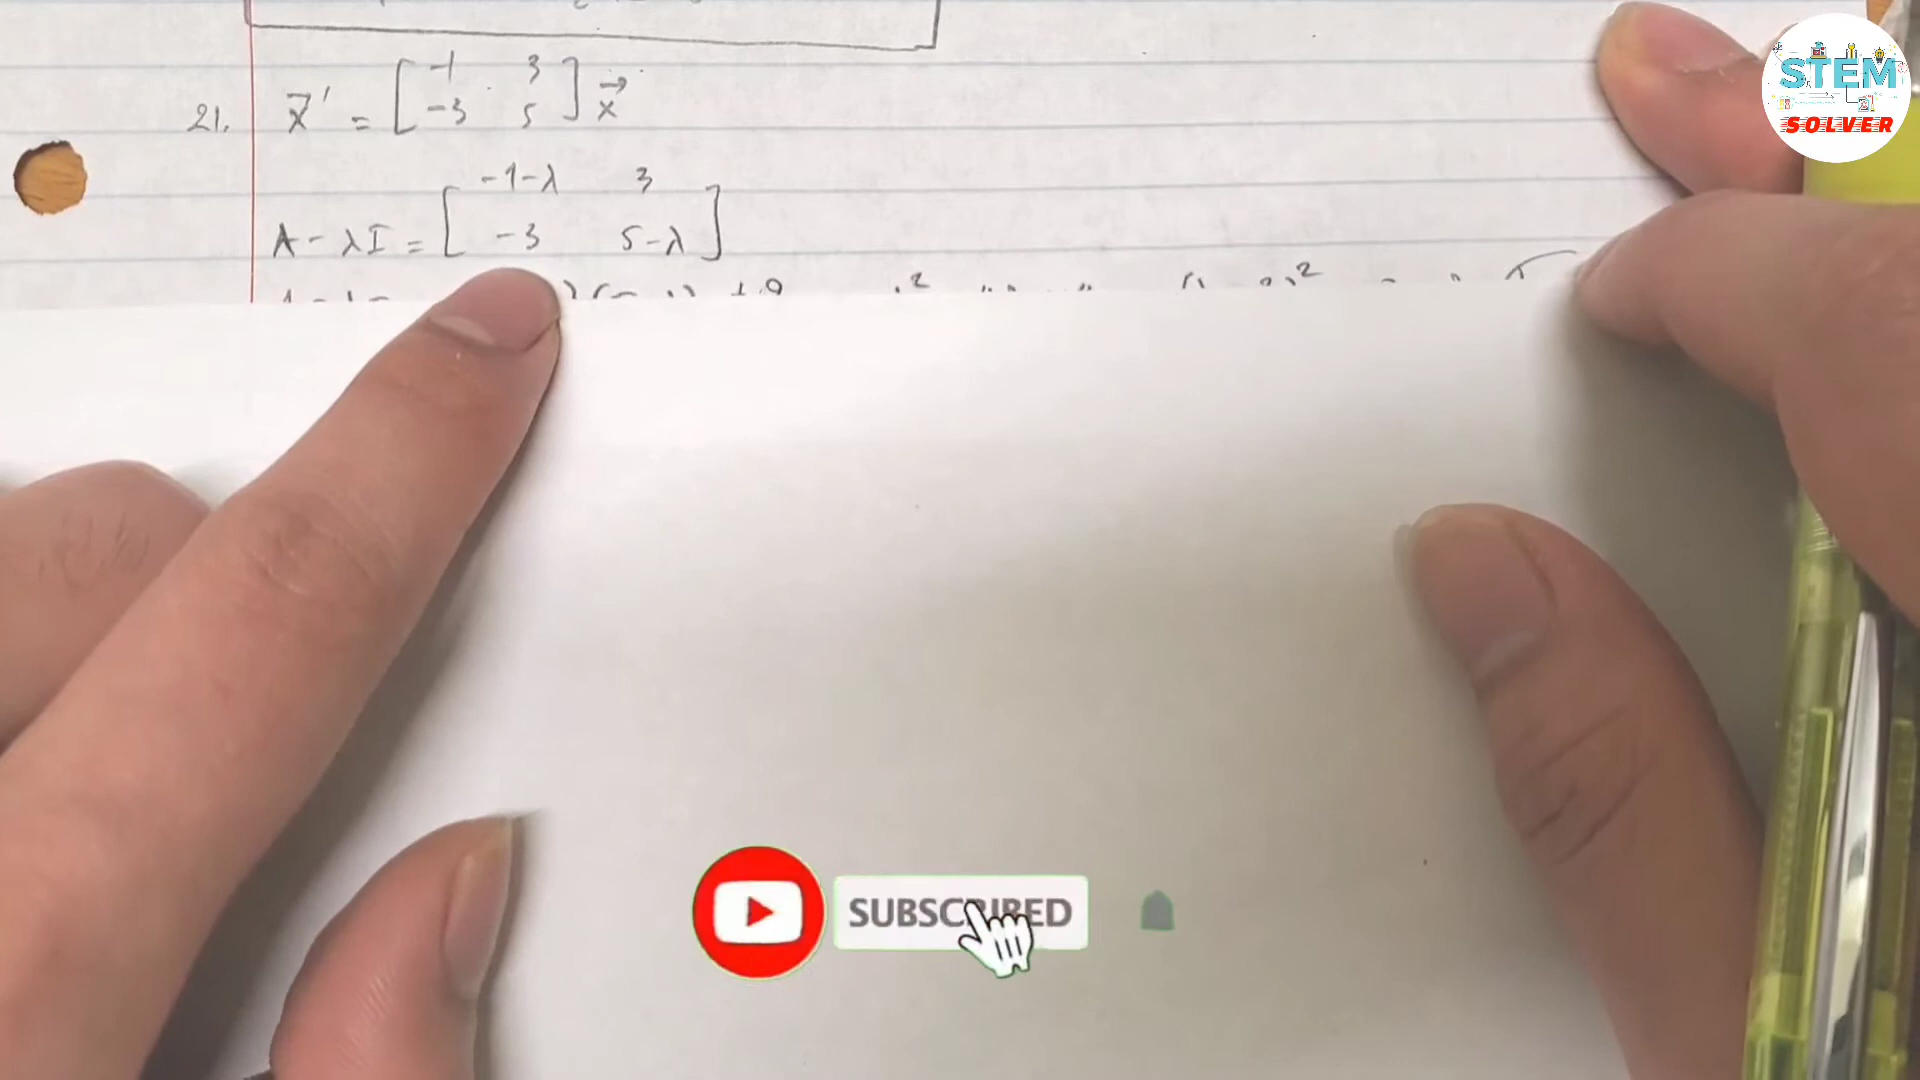 21. x⃗' = [ -1 3 ; -3 5 ] x⃗
A - λI = [ -1-λ 3 ; -3 5-λ ]
STEM
SOLVER
SUBSCRIBED